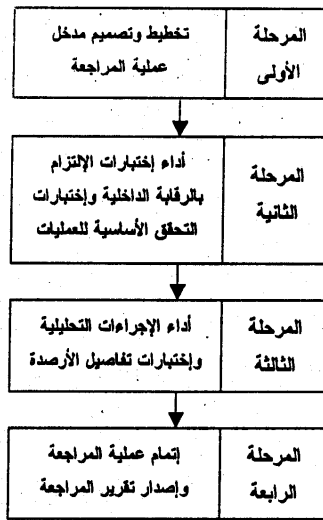 المرحلة
الأولى
تخطيط وتصميم مدخل
عملية المراجعة
المرحلة
الثانية
أداء إختبارات الإلتزام
بالرقابة الداخلية وإختبارات
التحقق الأساسية للعمليات
المرحلة
الثالثة
أداء الإجراءات التحليلية
وإختبارات تفاصيل الأرصدة
المرحلة
الرابعة
إتمام عملية المراجعة
وإصدار تقرير المراجعة